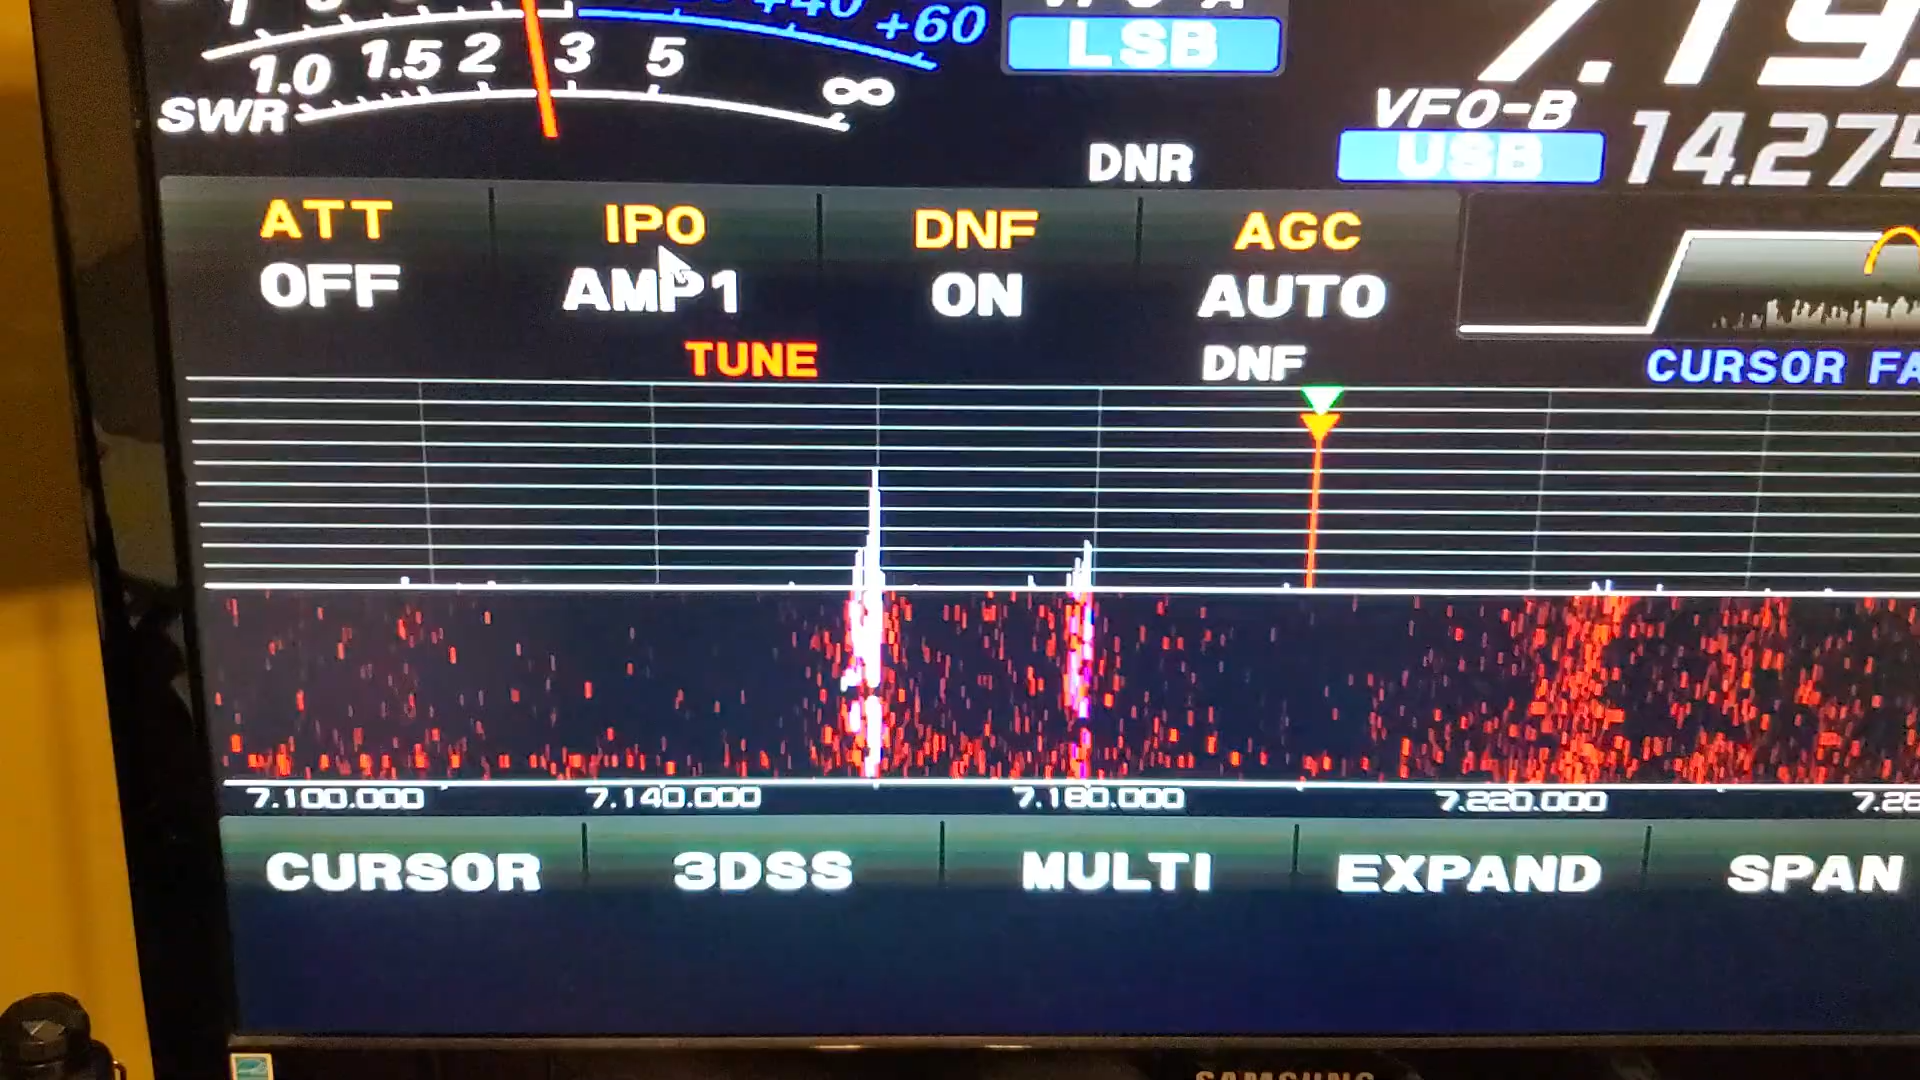 +40 +60
LSB
1.0 1.5 2 3 5 ∞
SWR
VFO-B
USB
14.275
DNR
ATT IPO DNF AGC
OFF AMP1 ON AUTO
TUNE DNF CURSOR
7.100.000 7.140.000 7.180.000 7.220.000
CURSOR 3DSS MULTI EXPAND SPAN
SAMSUNG